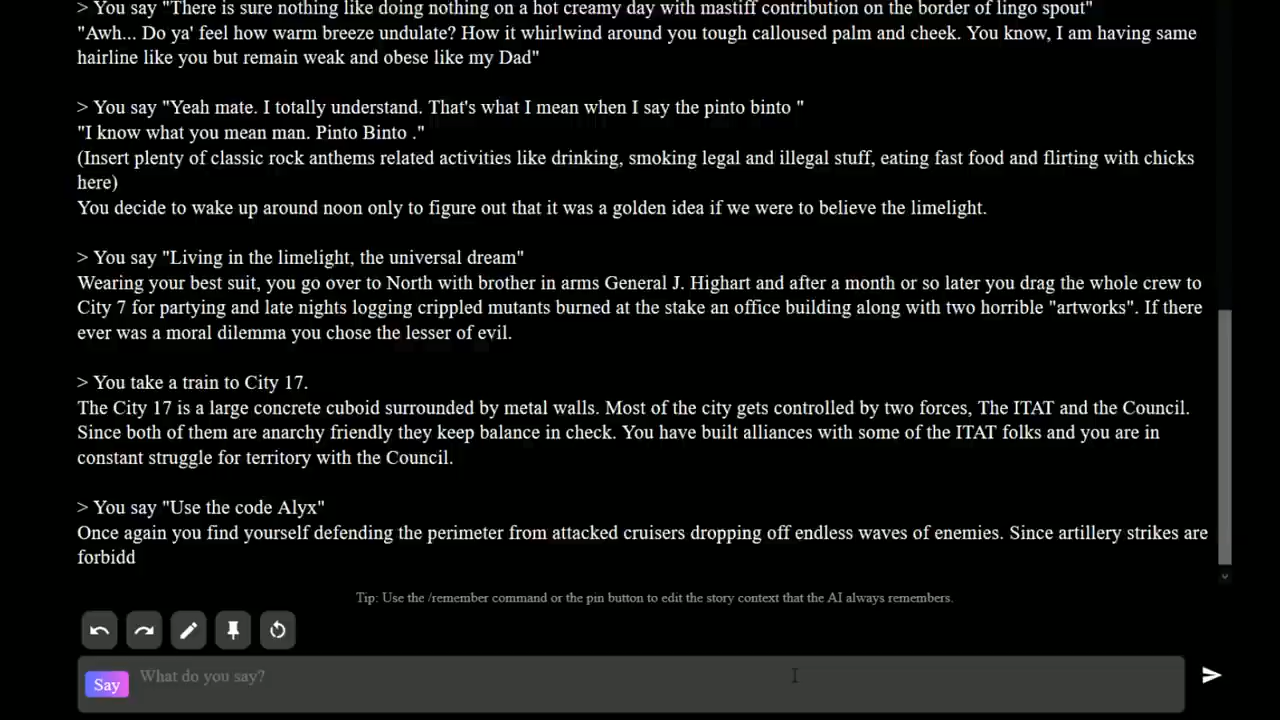 > You say "There is sure nothing like doing nothing on a hot creamy day with mastiff contribution on the border of lingo spout"
"Awh... Do ya' feel how warm breeze undulate? How it whirlwind around you tough calloused palm and cheek. You know, I am having same
hairline like you but remain weak and obese like my Dad"
> You say "Yeah mate. I totally understand. That's what I mean when I say the pinto binto "
"I know what you mean man. Pinto Binto ."
(Insert plenty of classic rock anthems related activities like drinking, smoking legal and illegal stuff, eating fast food and flirting with chicks
here)
You decide to wake up around noon only to figure out that it was a golden idea if we were to believe the limelight.
> You say "Living in the limelight, the universal dream"
Wearing your best suit, you go over to North with brother in arms General J. Highart and after a month or so later you drag the whole crew to
City 7 for partying and late nights logging crippled mutants burned at the stake an office building along with two horrible "artworks". If there
ever was a moral dilemma you chose the lesser of evil.
> You take a train to City 17.
The City 17 is a large concrete cuboid surrounded by metal walls. Most of the city gets controlled by two forces, The ITAT and the Council.
Since both of them are anarchy friendly they keep balance in check. You have built alliances with some of the ITAT folks and you are in
constant struggle for territory with the Council.
> You say "Use the code Alyx"
Once again you find yourself defending the perimeter from attacked cruisers dropping off endless waves of enemies. Since artillery strikes are
forbidd
Tip: Use the /remember command or the pin button to edit the story context that the AI always remembers.
Say
What do you say?